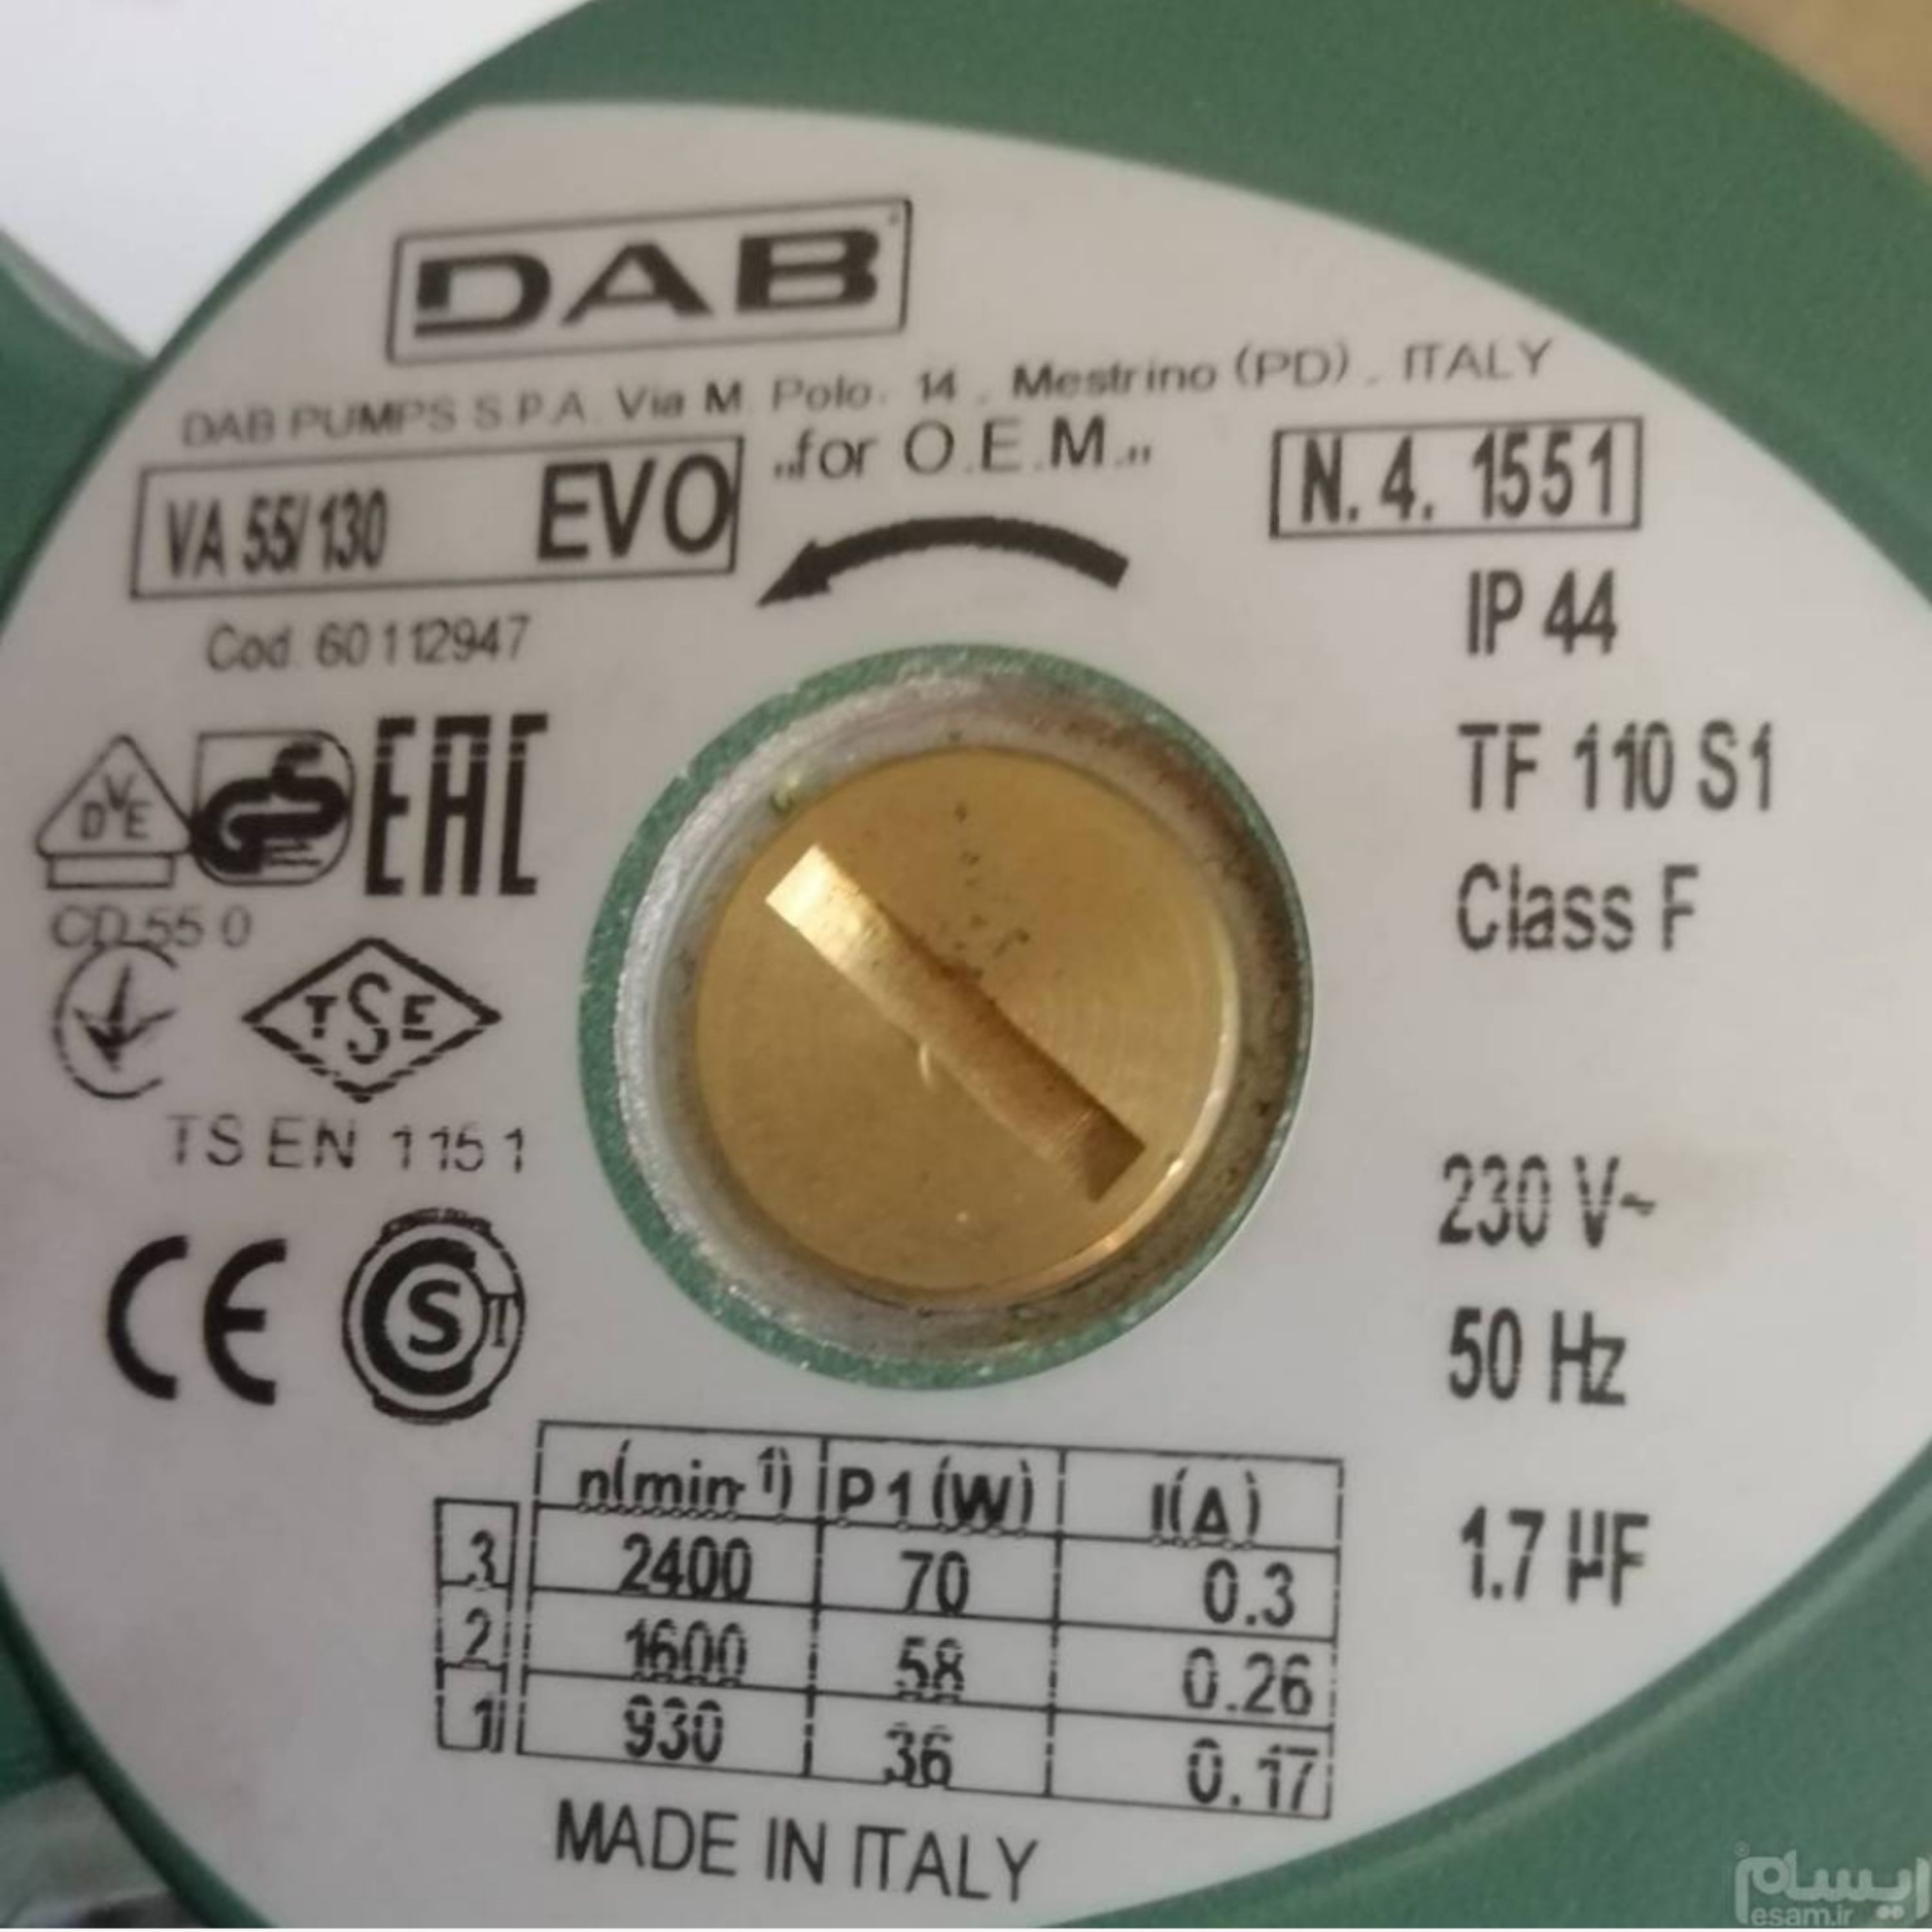 DAB
DAB PUMPS S.P.A. Via M. Polo, 14 , Mestrino (PD) , ITALY
„for O.E.M.„
VA 55/130 EVO
N. 4. 1551
Cod. 60112947
IP 44
TF 110 S1
Class F
DVE
EAC
CD 55 0
TSE
TS EN 1151
CE
CST
230 V~
50 Hz
1.7 µF
n(min-1) P1(W) I(A)
3 2400 70 0.3
2 1600 58 0.26
1 930 36 0.17
MADE IN ITALY
ایسام
esam.ir